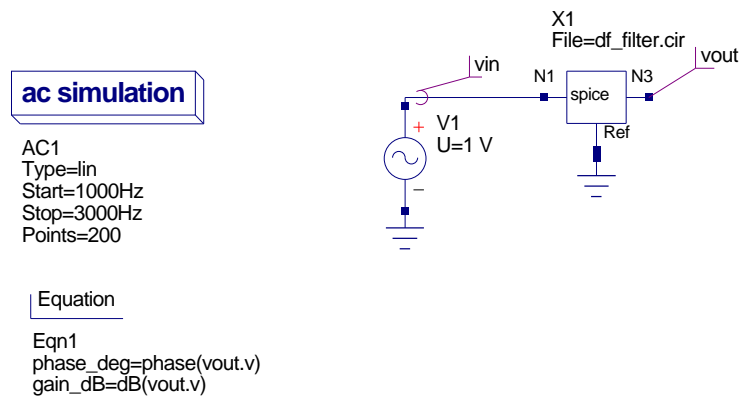 ac simulation
AC1
Type=lin
Start=1000Hz
Stop=3000Hz
Points=200
Equation
Eqn1
phase_deg=phase(vout.v)
gain_dB=dB(vout.v)
vin
+
V1
U=1 V
−
X1
File=df_filter.cir
N1
spice
N3
Ref
vout